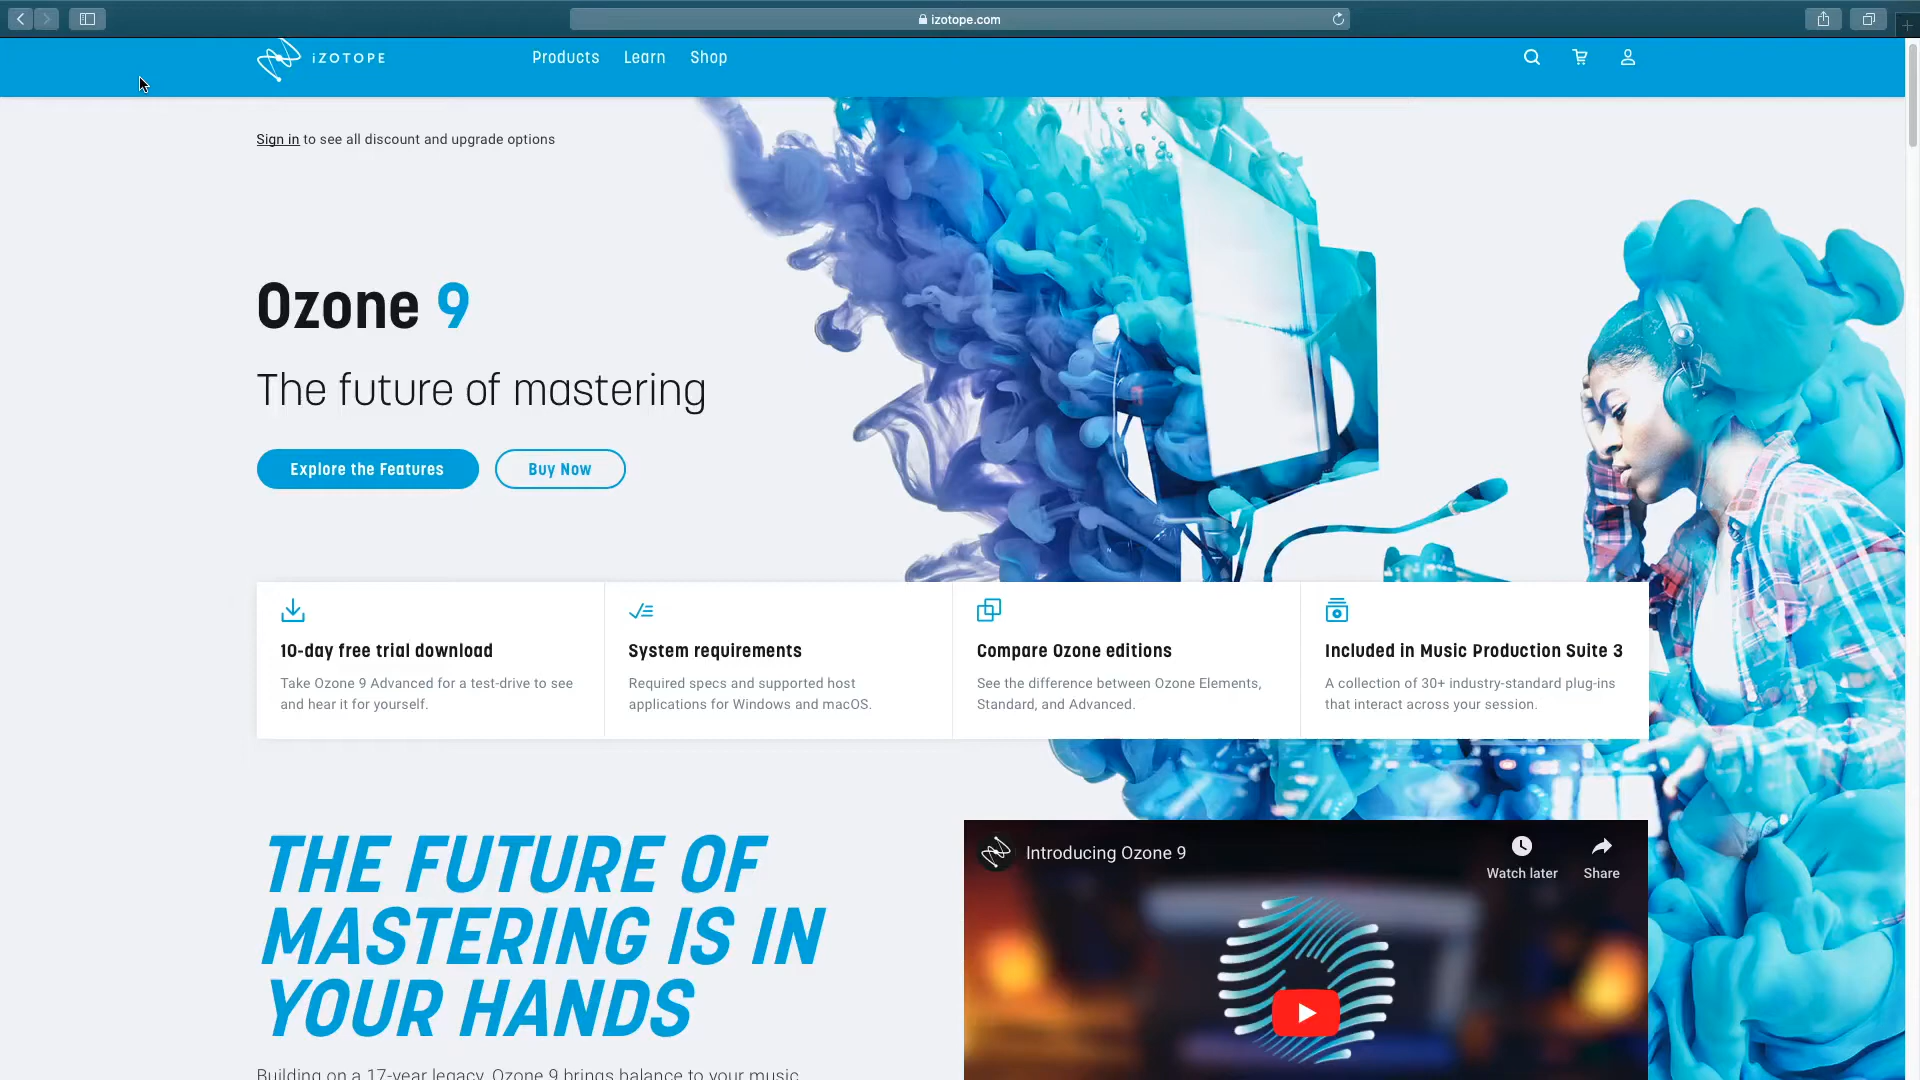 izotope.com
iZOTOPE
Products Learn Shop
Sign in to see all discount and upgrade options
Ozone 9
The future of mastering
Explore the Features Buy Now
10-day free trial download
Take Ozone 9 Advanced for a test-drive to see
and hear it for yourself.
System requirements
Required specs and supported host
applications for Windows and macOS.
Compare Ozone editions
See the difference between Ozone Elements,
Standard, and Advanced.
Included in Music Production Suite 3
A collection of 30+ industry-standard plug-ins
that interact across your session.
THE FUTURE OF
MASTERING IS IN
YOUR HANDS
Building on a 17-year legacy, Ozone 9 brings balance to your music,
Introducing Ozone 9
Watch later Share